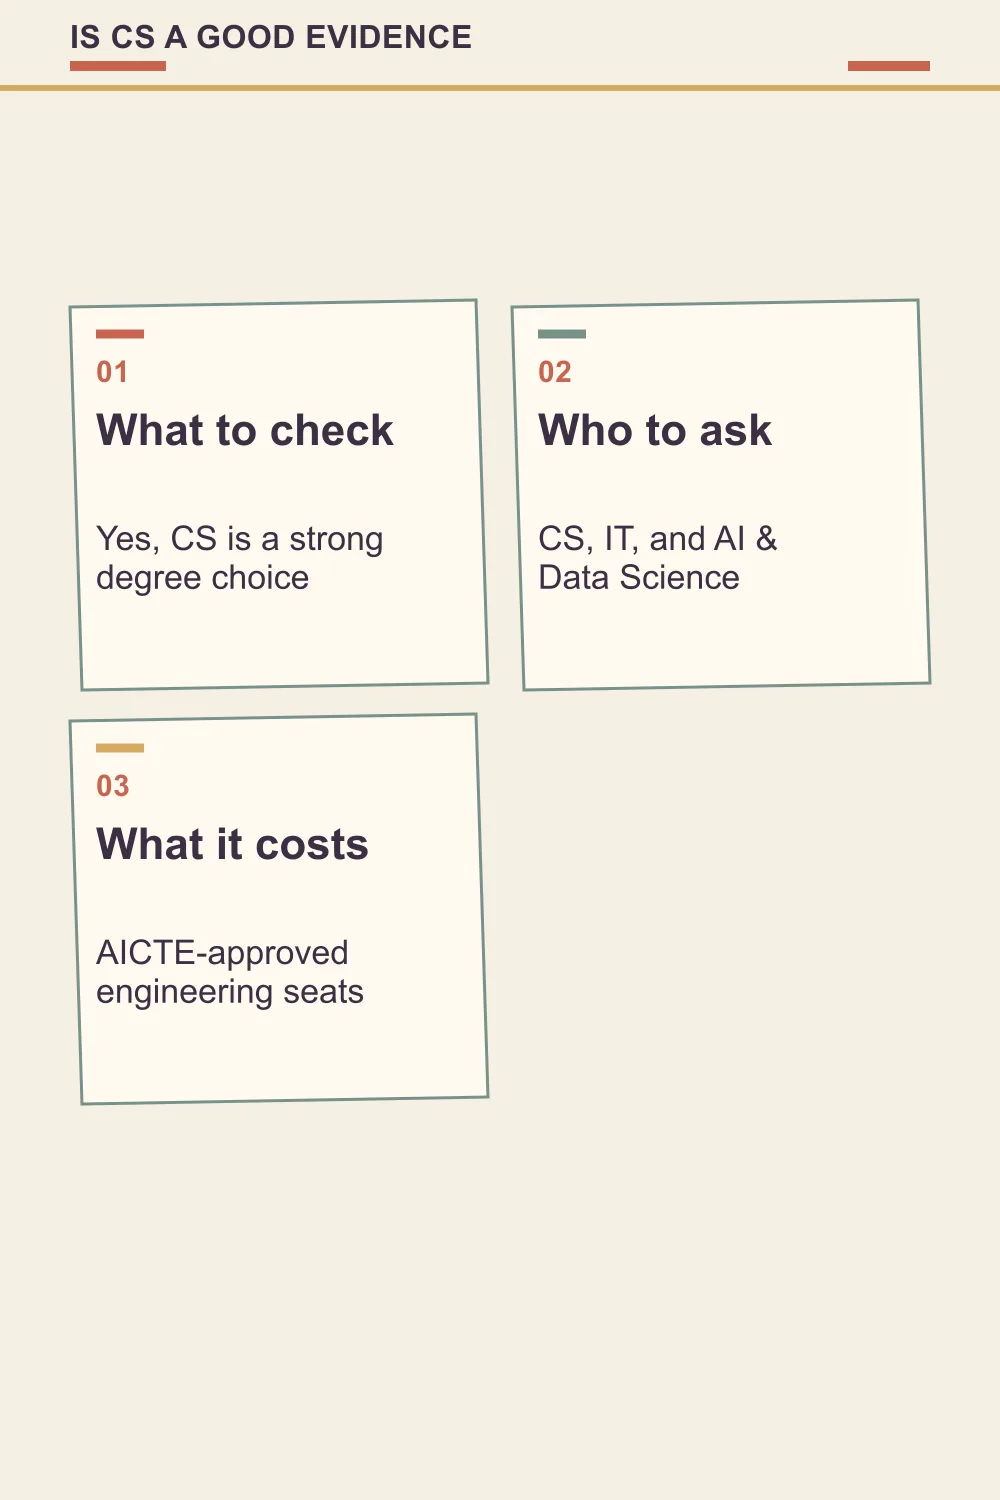 IS CS A GOOD EVIDENCE
01
What to check
Yes, CS is a strong
degree choice
02
Who to ask
CS, IT, and AI &
Data Science
03
What it costs
AICTE-approved
engineering seats